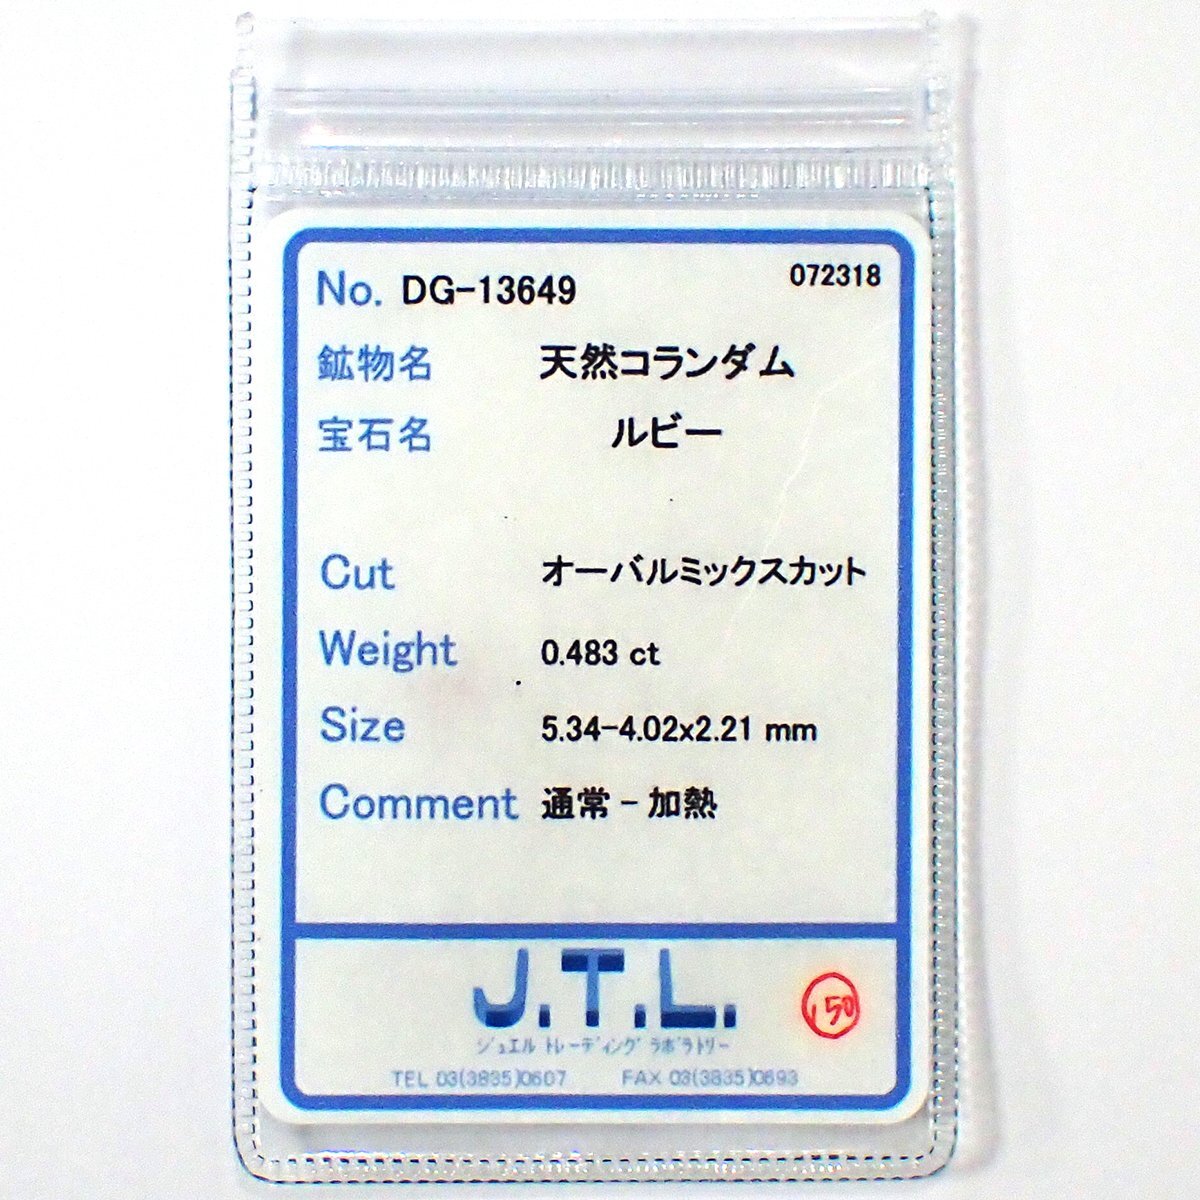 No. DG-13649 072318
鉱物名 天然コランダム
宝石名 ルビー
Cut オーバルミックスカット
Weight 0.483 ct
Size 5.34-4.02x2.21 mm
Comment 通常 - 加熱
J.T.L.
ジュエル トレーディング ラボラトリー
TEL 03(3835)0607 FAX 03(3835)0693
.50